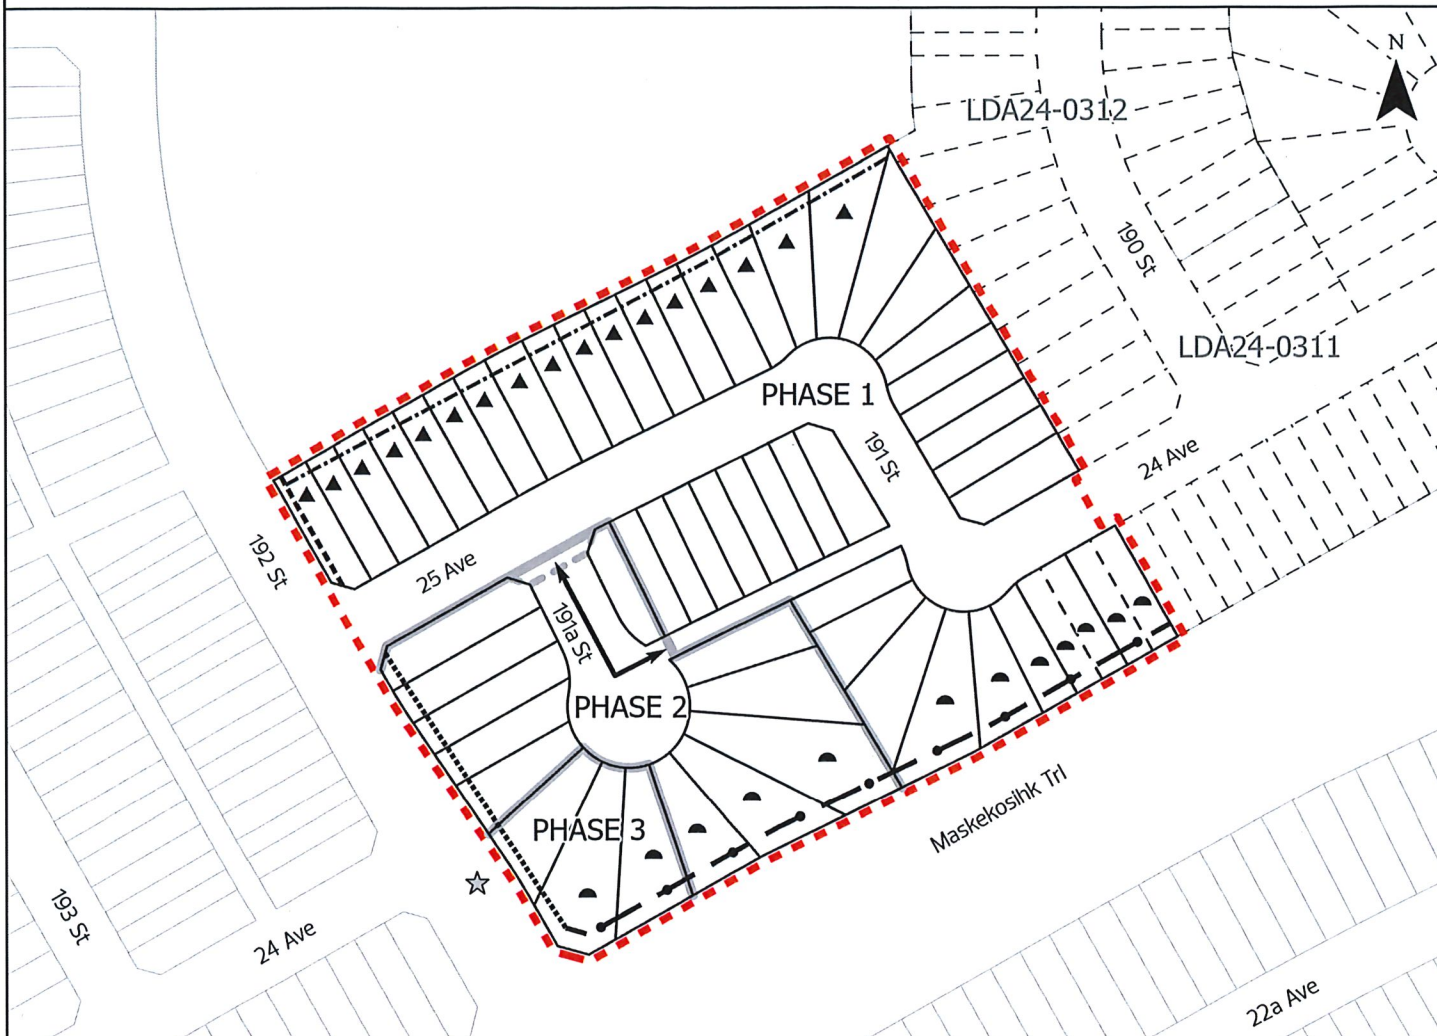 N
LDA24-0312
190 St
LDA24-0311
PHASE 1
191 St
24 Ave
192 St
25 Ave
191a St
PHASE 2
Maskekosihk Trl
PHASE 3
193 St
24 Ave
22a Ave